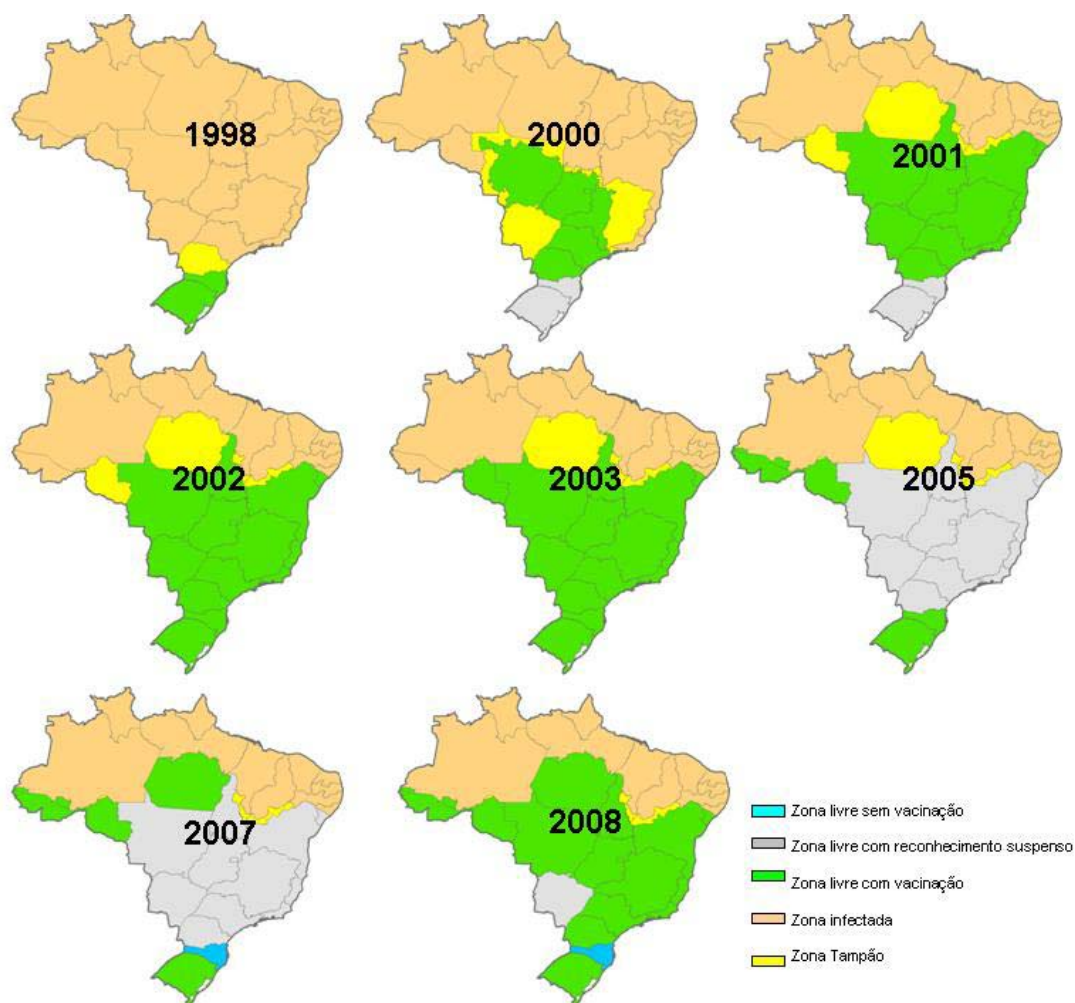 1998
2000
2001
2002
2003
2005
2007
2008
Zona livre sem vacinação
Zona livre com reconhecimento suspenso
Zona livre com vacinação
Zona infectada
Zona Tampão